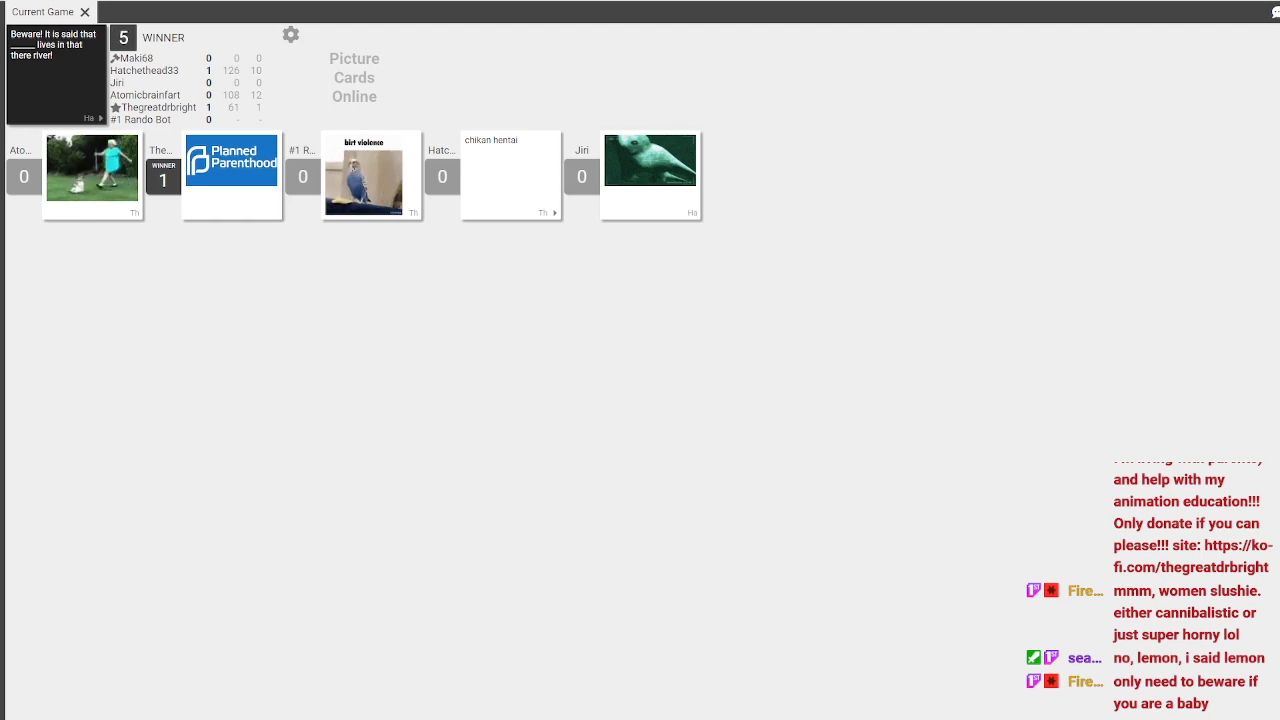 Current Game
Beware! It is said that
_____ lives in that
there river!
Ha
5 WINNER
Maki68 0 0 0
Hatchethead33 1 126 10
Jiri 0 0 0
Atomicbrainfart 0 108 12
Thegreatdrbright 1 61 1
#1 Rando Bot 0 - -
Picture
Cards
Online
Ato...
0
Th
The...
WINNER
1
Planned
Parenthood
#1 R...
0
birt violence
Th
Hatc...
0
chikan hentai
Th
Jiri
0
Ha
and help with my
animation education!!!
Only donate if you can
please!!! site: https://ko-
fi.com/thegreatdrbright
Fire... mmm, women slushie.
either cannibalistic or
just super horny lol
sea... no, lemon, i said lemon
Fire... only need to beware if
you are a baby